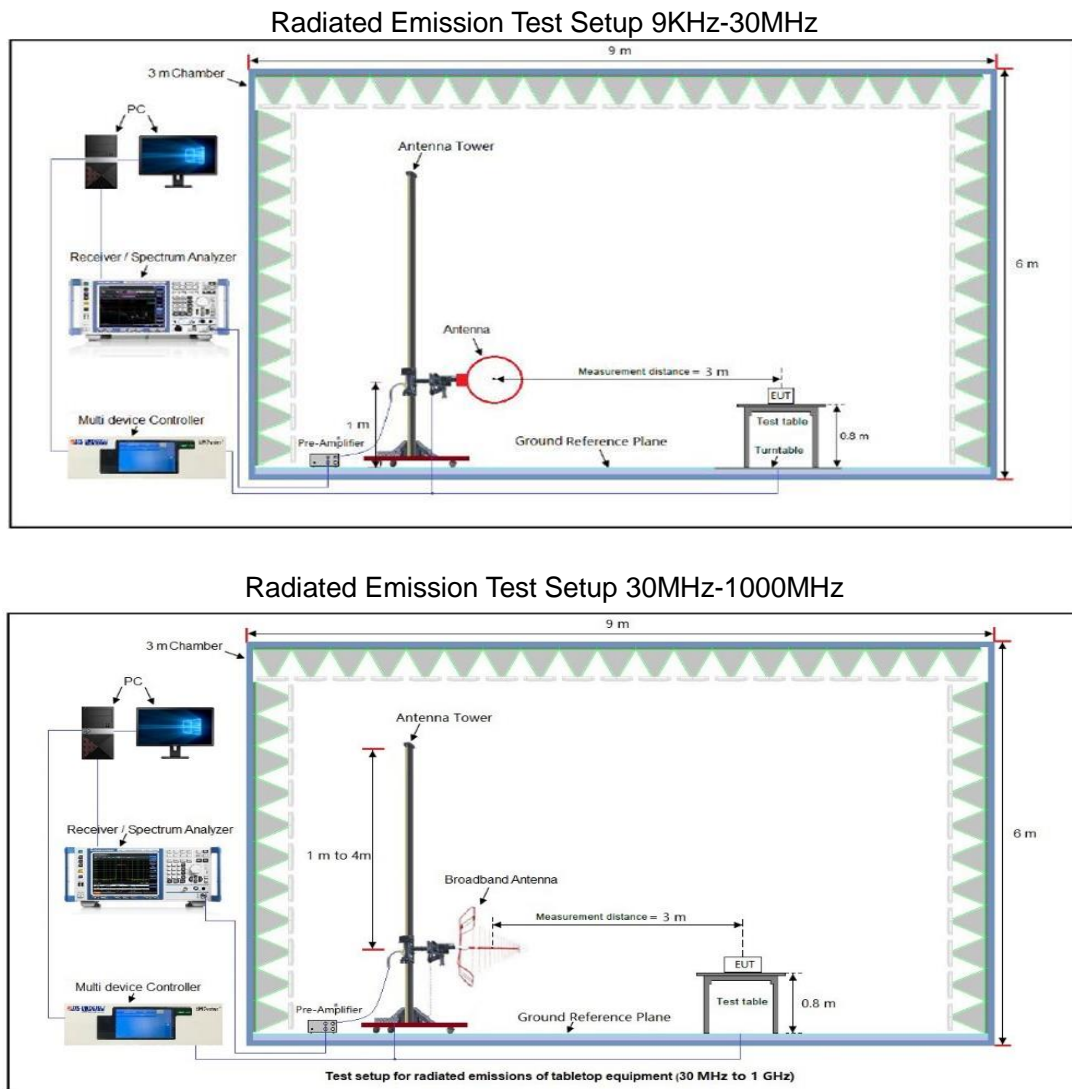 Radiated Emission Test Setup 9KHz-30MHz
9 m
3 m Chamber
PC
Antenna Tower
Receiver / Spectrum Analyzer
6 m
Antenna
Measurement distance = 3 m
EUT
Multi device Controller
1 m
Test table
0.8 m
Pre-Amplifier
Ground Reference Plane
Turntable
Radiated Emission Test Setup 30MHz-1000MHz
9 m
3 m Chamber
PC
Antenna Tower
Receiver / Spectrum Analyzer
6 m
1 m to 4m
Broadband Antenna
Measurement distance = 3 m
EUT
Multi device Controller
Test table
0.8 m
Pre-Amplifier
Ground Reference Plane
Test setup for radiated emissions of tabletop equipment (30 MHz to 1 GHz)